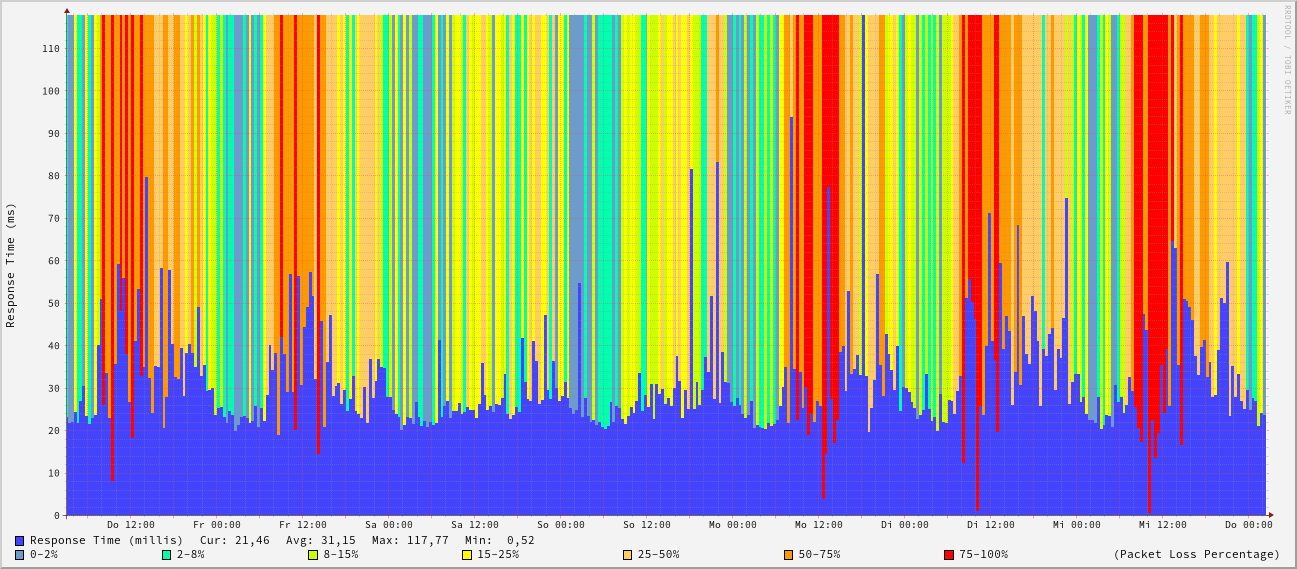 RRDTOOL / TOBI OETIKER
Response Time (ms)
110
100
90
80
70
60
50
40
30
20
10
0
Do 12:00 Fr 00:00 Fr 12:00 Sa 00:00 Sa 12:00 So 00:00 So 12:00 Mo 00:00 Mo 12:00 Di 00:00 Di 12:00 Mi 00:00 Mi 12:00 Do 00:00
Response Time (millis) Cur: 21,46 Avg: 31,15 Max: 117,77 Min: 0,52
0-2% 2-8% 8-15% 15-25% 25-50% 50-75% 75-100% (Packet Loss Percentage)